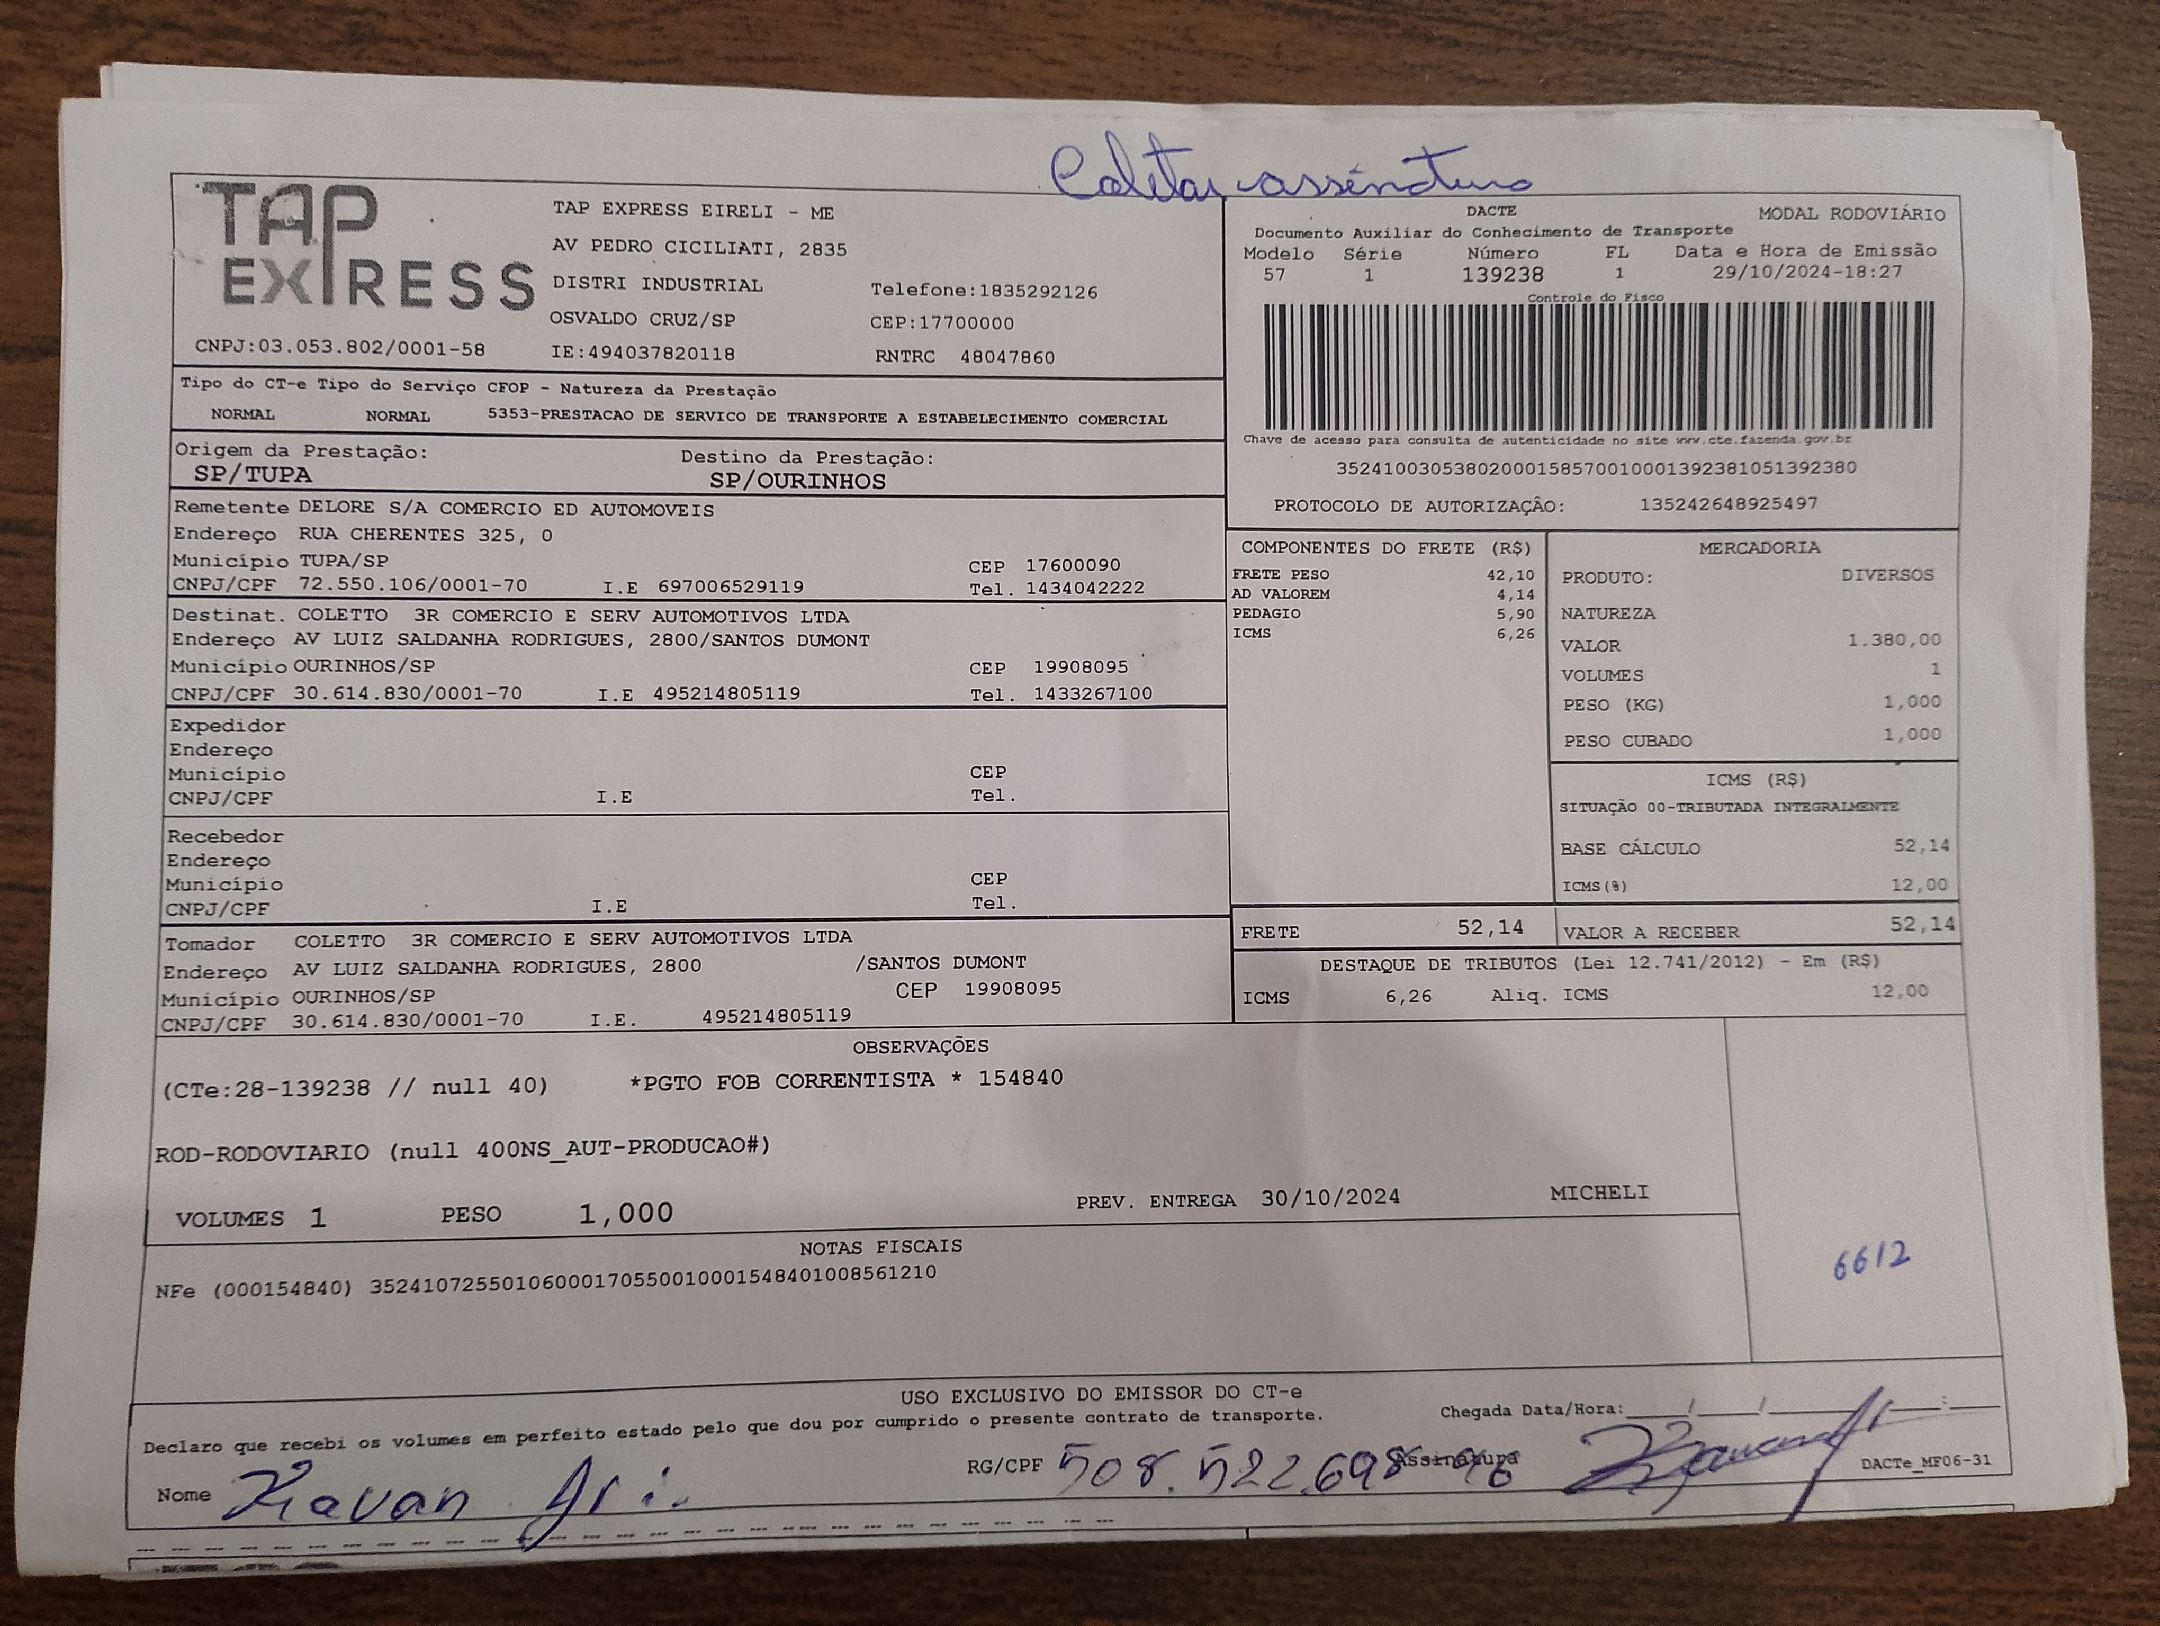 Coletar assinatura
TAP
EXPRESS
CNPJ:03.053.802/0001-58
TAP EXPRESS EIRELI - ME
AV PEDRO CICILIATI, 2835
DISTRI INDUSTRIAL Telefone:1835292126
OSVALDO CRUZ/SP CEP:17700000
IE:494037820118 RNTRC 48047860
DACTE MODAL RODOVIÁRIO
Documento Auxiliar do Conhecimento de Transporte
Modelo Série Número FL Data e Hora de Emissão
57 1 139238 1 29/10/2024-18:27
Controle do Fisco
Chave de acesso para consulta de autenticidade no site www.cte.fazenda.gov.br
35241003053802000158570010001392381051392380
PROTOCOLO DE AUTORIZAÇÂO: 135242648925497
Tipo do CT-e Tipo do Serviço CFOP - Natureza da Prestação
NORMAL NORMAL 5353-PRESTACAO DE SERVICO DE TRANSPORTE A ESTABELECIMENTO COMERCIAL
Origem da Prestação: Destino da Prestação:
SP/TUPA SP/OURINHOS
Remetente DELORE S/A COMERCIO ED AUTOMOVEIS
Endereço RUA CHERENTES 325, 0
Município TUPA/SP CEP 17600090
CNPJ/CPF 72.550.106/0001-70 I.E 697006529119 Tel. 1434042222
Destinat. COLETTO 3R COMERCIO E SERV AUTOMOTIVOS LTDA
Endereço AV LUIZ SALDANHA RODRIGUES, 2800/SANTOS DUMONT
Município OURINHOS/SP CEP 19908095
CNPJ/CPF 30.614.830/0001-70 I.E 495214805119 Tel. 1433267100
Expedidor
Endereço
Município CEP
CNPJ/CPF I.E Tel.
Recebedor
Endereço
Município CEP
CNPJ/CPF I.E Tel.
Tomador COLETTO 3R COMERCIO E SERV AUTOMOTIVOS LTDA
Endereço AV LUIZ SALDANHA RODRIGUES, 2800 /SANTOS DUMONT
Município OURINHOS/SP CEP 19908095
CNPJ/CPF 30.614.830/0001-70 I.E. 495214805119
COMPONENTES DO FRETE (R$)
FRETE PESO 42,10
AD VALOREM 4,14
PEDAGIO 5,90
ICMS 6,26
MERCADORIA
PRODUTO: DIVERSOS
NATUREZA
VALOR 1.380,00
VOLUMES 1
PESO (KG) 1,000
PESO CUBADO 1,000
ICMS (R$)
SITUAÇÃO 00-TRIBUTADA INTEGRALMENTE
BASE CÁLCULO 52,14
ICMS(%) 12,00
FRETE 52,14 VALOR A RECEBER 52,14
DESTAQUE DE TRIBUTOS (Lei 12.741/2012) - Em (R$)
ICMS 6,26 Aliq. ICMS 12,00
OBSERVAÇÕES
(CTe:28-139238 // null 40) *PGTO FOB CORRENTISTA * 154840
ROD-RODOVIARIO (null 400NS_AUT-PRODUCAO#)
VOLUMES 1 PESO 1,000 PREV. ENTREGA 30/10/2024 MICHELI
NOTAS FISCAIS
NFe (000154840) 35241072550106000170550010001548401008561210
6612
USO EXCLUSIVO DO EMISSOR DO CT-e
Declaro que recebi os volumes em perfeito estado pelo que dou por cumprido o presente contrato de transporte. Chegada Data/Hora:____/____/____ ____:____
Nome RG/CPF 508.522.698 96 Assinatura DACTe_MF06-31